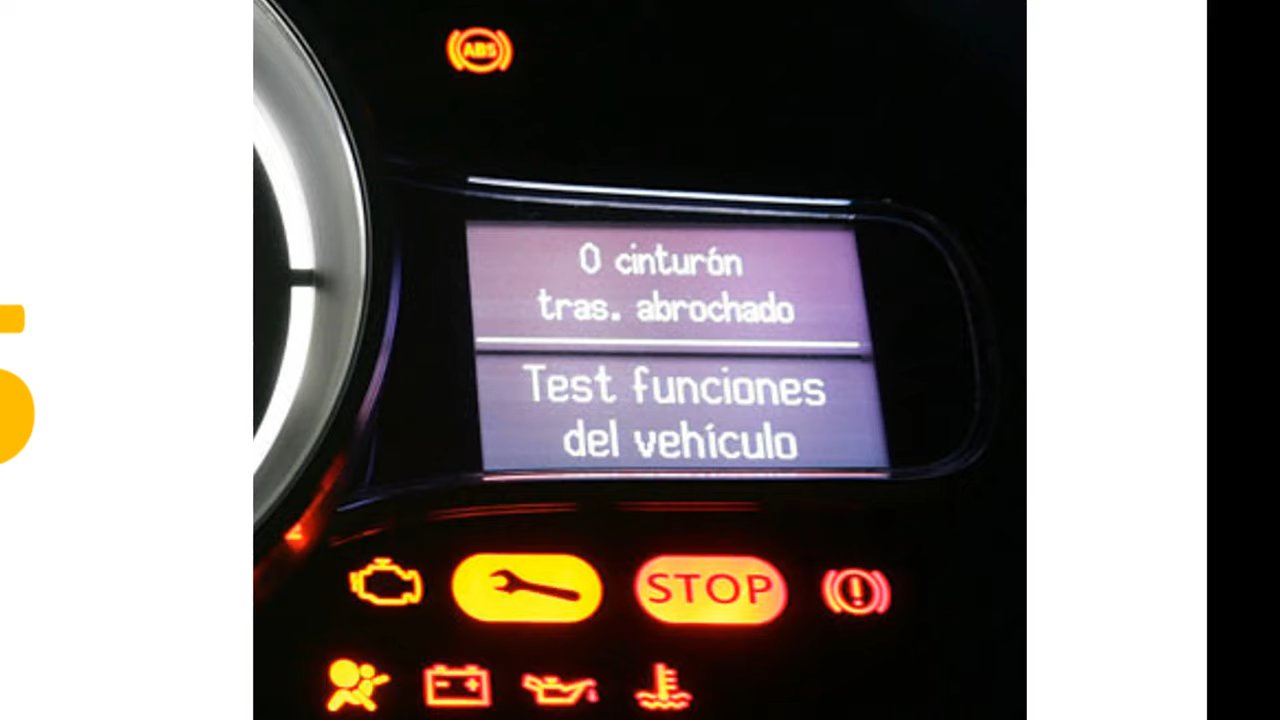 ABS
0 cinturón
tras. abrochado
Test funciones
del vehículo
STOP